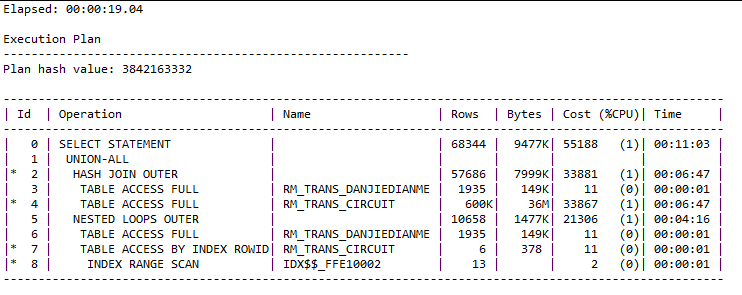 Elapsed: 00:00:19.04
Execution Plan
----------------------------------------------------------
Plan hash value: 3842163332
-------------------------------------------------------------------------------------------------------
| Id  | Operation                    | Name                 | Rows  | Bytes | Cost (%CPU)| Time     |
-------------------------------------------------------------------------------------------------------
|   0 | SELECT STATEMENT             |                      | 68344 |  9477K| 55188   (1)| 00:11:03 |
|   1 |  UNION-ALL                   |                      |       |       |            |          |
|*  2 |   HASH JOIN OUTER            |                      | 57686 |  7999K| 33881   (1)| 00:06:47 |
|   3 |    TABLE ACCESS FULL         | RM_TRANS_DANJIEDIANME |  1935 |   149K|    11   (0)| 00:00:01 |
|*  4 |    TABLE ACCESS FULL         | RM_TRANS_CIRCUIT     |   600K|    36M| 33867   (1)| 00:06:47 |
|   5 |   NESTED LOOPS OUTER         |                      | 10658 |  1477K| 21306   (1)| 00:04:16 |
|   6 |    TABLE ACCESS FULL         | RM_TRANS_DANJIEDIANME |  1935 |   149K|    11   (0)| 00:00:01 |
|*  7 |    TABLE ACCESS BY INDEX ROWID| RM_TRANS_CIRCUIT     |     6 |   378 |    11   (0)| 00:00:01 |
|*  8 |     INDEX RANGE SCAN         | IDX$$_FFE10002       |    13 |       |     2   (0)| 00:00:01 |
-------------------------------------------------------------------------------------------------------